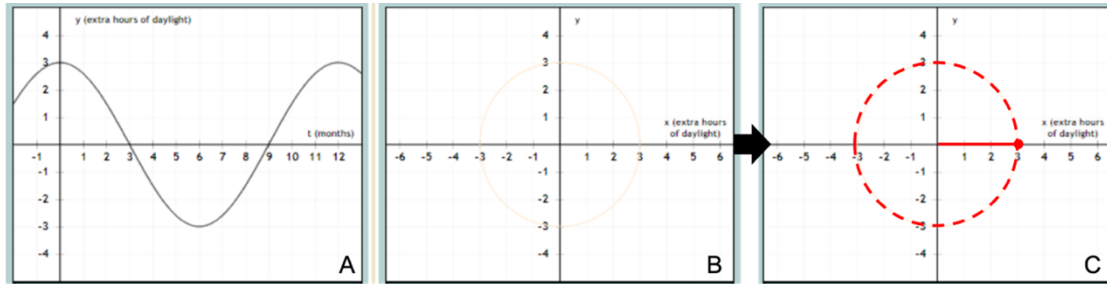 y (extra hours of daylight)
4
3
2
1
-1
-2
-3
-4
-1 1 2 3 4 5 6 7 8 9 10 11 12
t (months)
A
y
4
3
2
1
-1
-2
-3
-4
-6 -5 -4 -3 -2 -1 1 2 3 4 5 6
x (extra hours
of daylight)
B
y
4
3
2
1
-1
-2
-3
-4
-6 -5 -4 -3 -2 -1 1 2 3 4 5 6
x (extra hours
of daylight)
C